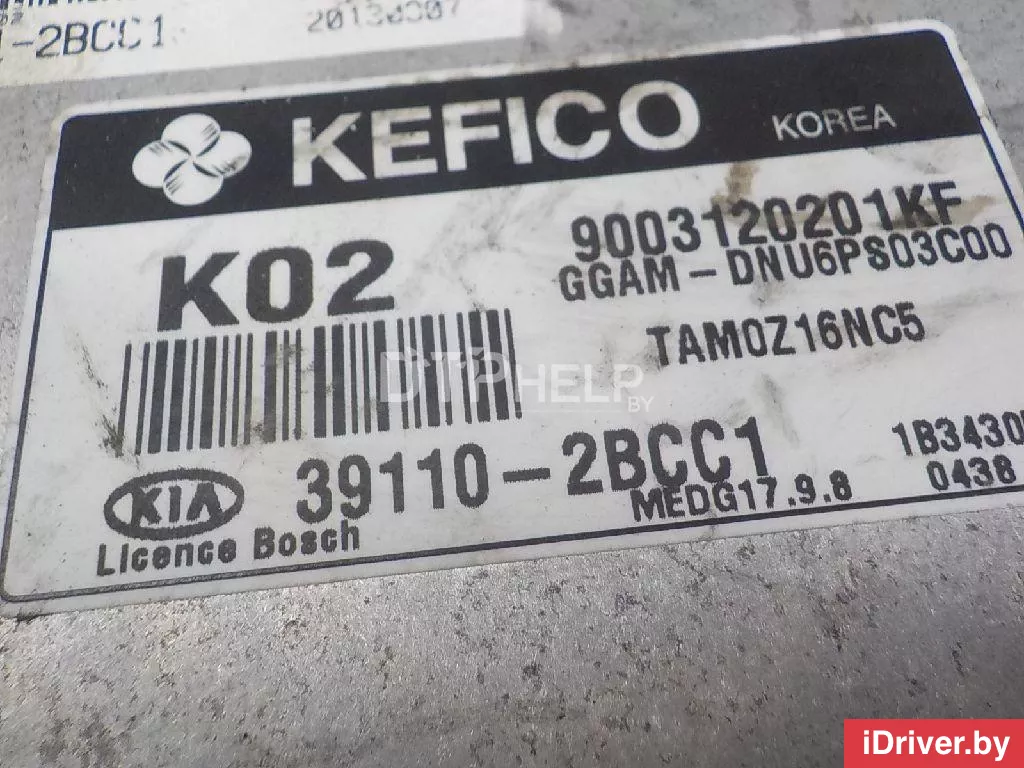 -2BCC1
KEFICO KOREA
K02
9003120201KF
GGAM-DNU6PS03C00
TAM0Z16NC5
DTPHELP
BY
39110-2BCC1
1B3430
MEDG17.9.8
0438
KIA
Licence Bosch
iDriver.by